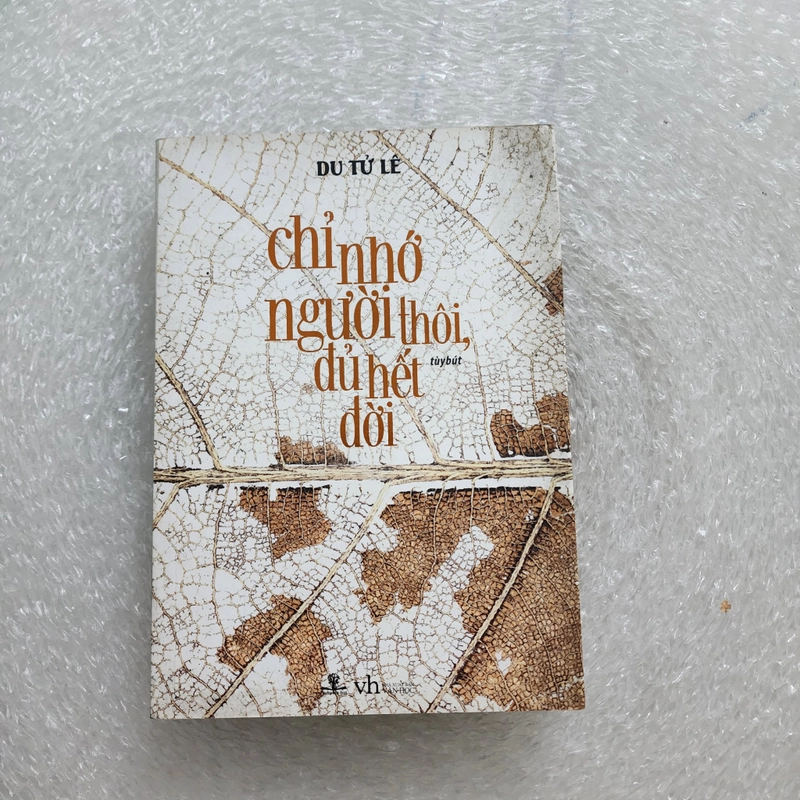 DU TỬ LÊ
chỉ nhớ
người thôi,
đủ hết
tùy bút
đời
vh